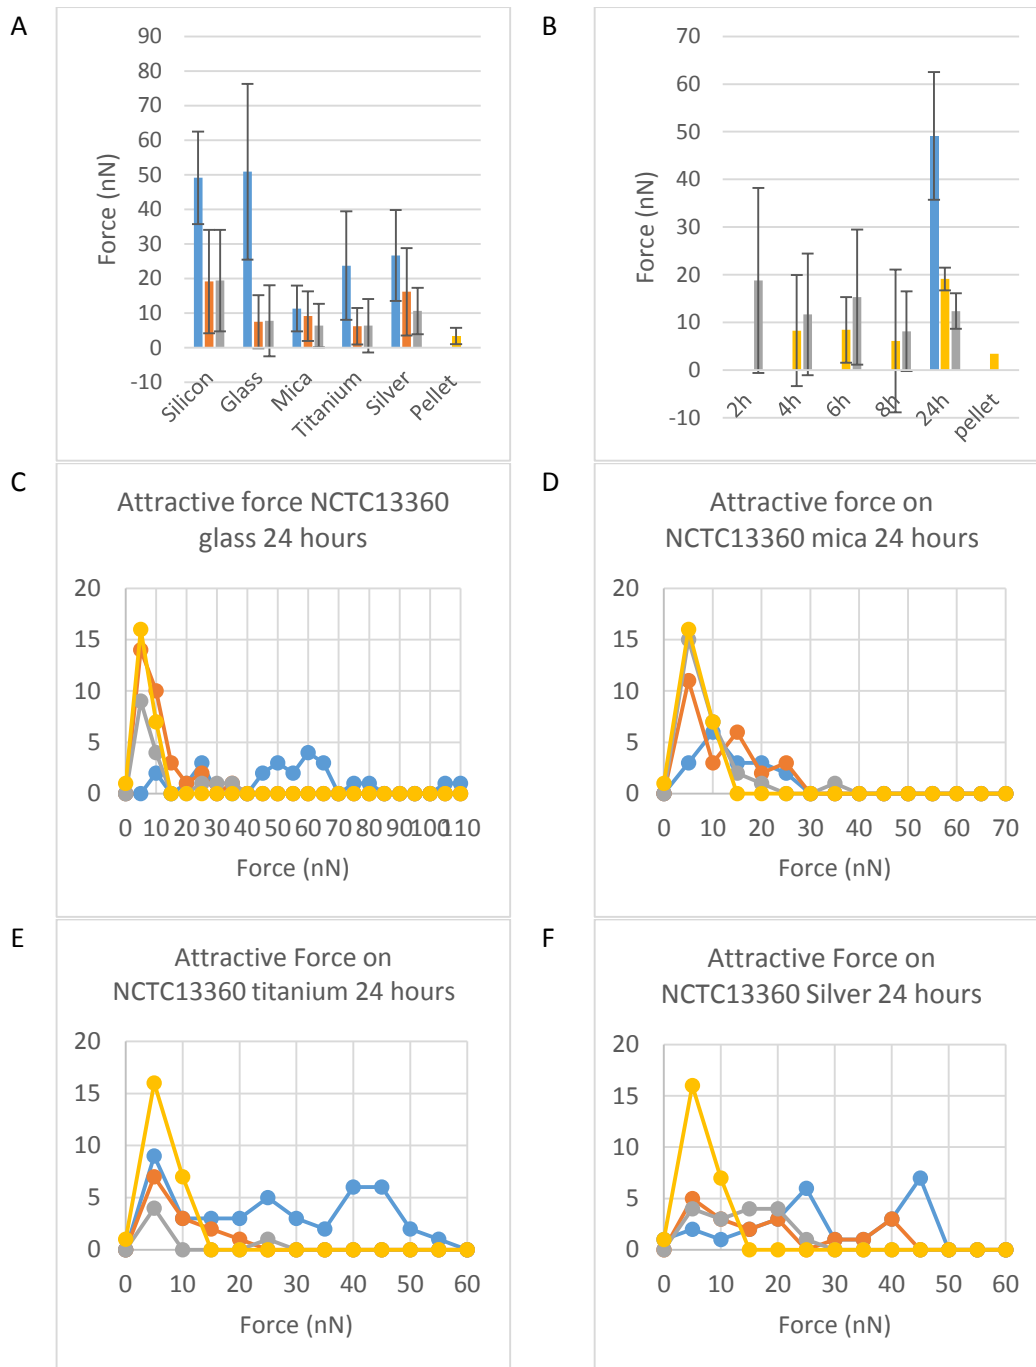 A
90
80
70
60
50
40
30
20
10
0
-10
Force (nN)
Silicon
Glass
Mica
Titanium
Silver
Pellet
B
70
60
50
40
30
20
10
0
-10
Force (nN)
2h
4h
6h
8h
24h
pellet
C
Attractive force NCTC13360
glass 24 hours
20
15
10
5
0
0 10 20 30 40 50 60 70 80 90 100 110
Force (nN)
D
Attractive force on
NCTC13360 mica 24 hours
20
15
10
5
0
0 10 20 30 40 50 60 70
Force (nN)
E
Attractive Force on
NCTC13360 titanium 24 hours
20
15
10
5
0
0 10 20 30 40 50 60
Force (nN)
F
Attractive Force on
NCTC13360 Silver 24 hours
20
15
10
5
0
0 10 20 30 40 50 60
Force (nN)